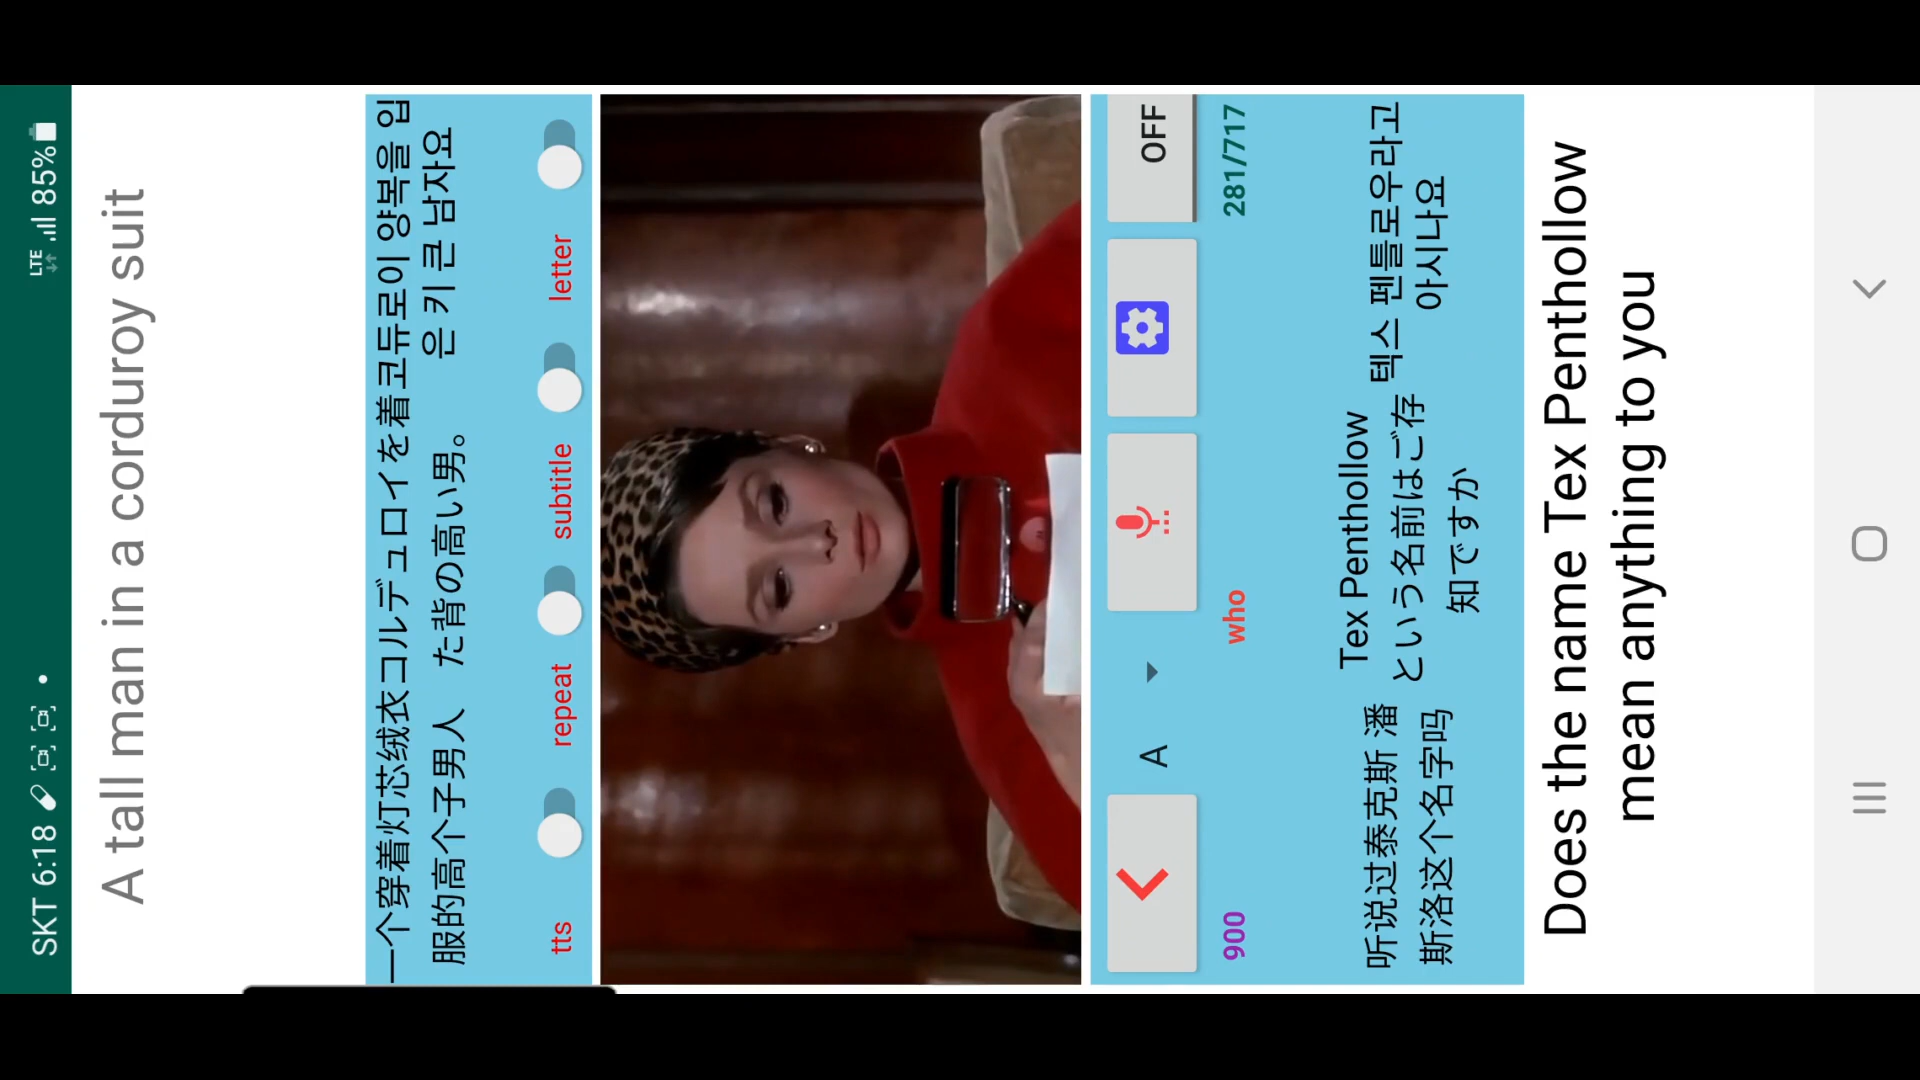 SKT 6:18
LTE 85%
A tall man in a corduroy suit
一个穿着灯芯绒衣
服的高个子男人
コルデュロイを着
た背の高い男。
코듀로이 양복을 입
은 키 큰 남자요
tts
repeat
subtitle
letter
A
OFF
900
who
281/717
听说过泰克斯 潘
斯洛这个名字吗
Tex Penthollow
という名前はご存
知ですか
텍스 펜틀로우라고
아시나요
Does the name Tex Penthollow
mean anything to you